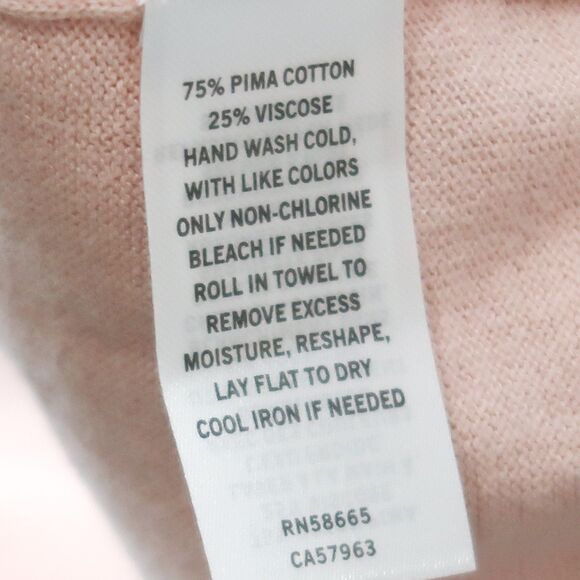 75% PIMA COTTON
25% VISCOSE
HAND WASH COLD,
WITH LIKE COLORS
ONLY NON-CHLORINE
BLEACH IF NEEDED
ROLL IN TOWEL TO
REMOVE EXCESS
MOISTURE, RESHAPE,
LAY FLAT TO DRY
COOL IRON IF NEEDED
RN58665
CA57963